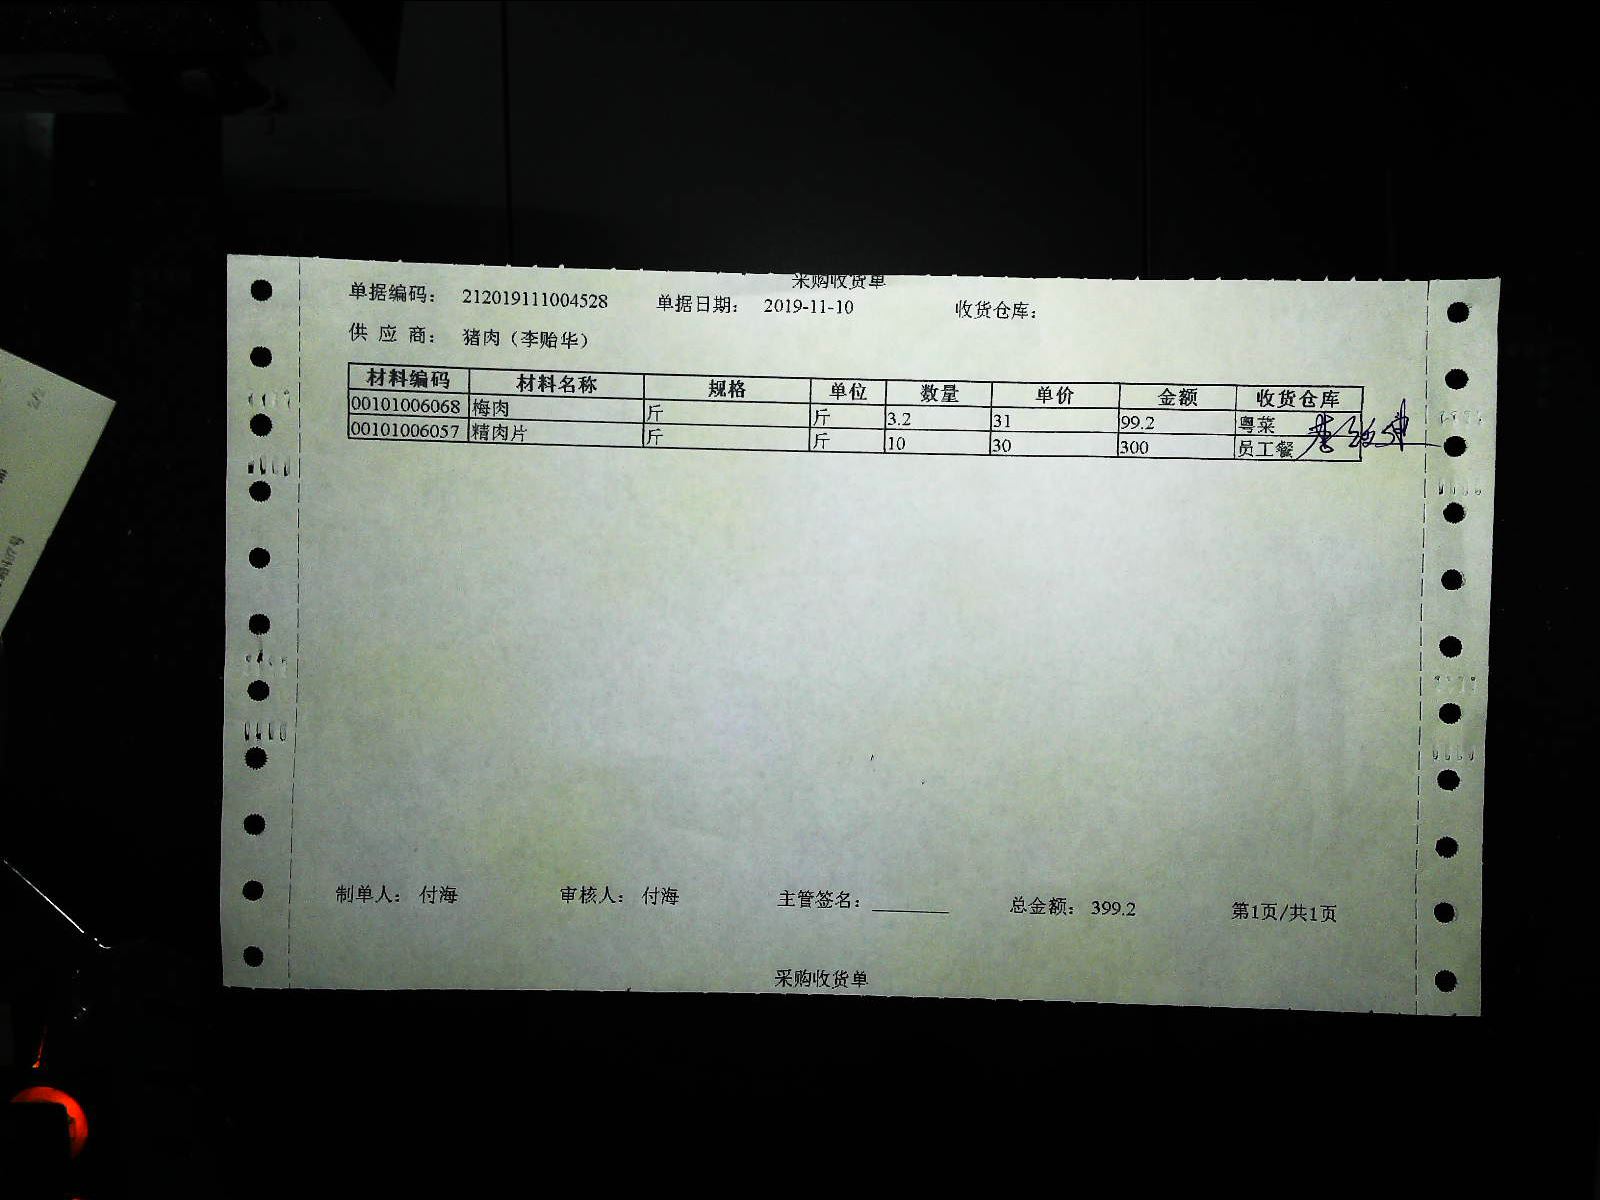 采购收货单
单据编码： 212019111004528 单据日期： 2019-11-10 收货仓库：
供 应 商： 猪肉（李贻华）
材料编码 材料名称 规格 单位 数量 单价 金额 收货仓库
00101006068 梅肉 斤 斤 3.2 31 99.2 粤菜
00101006057 精肉片 斤 斤 10 30 300 员工餐
制单人： 付海 审核人： 付海 主管签名： 总金额： 399.2 第1页/共1页
采购收货单